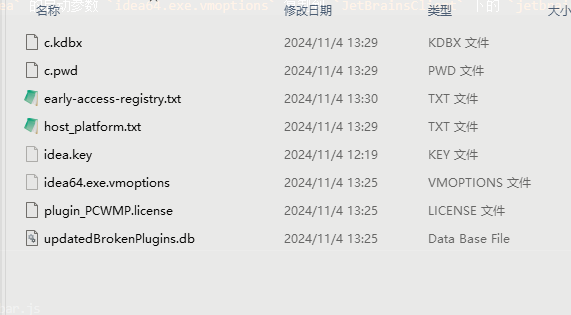 名称 修改日期 类型 大小
c.kdbx 2024/11/4 13:29 KDBX 文件
c.pwd 2024/11/4 13:29 PWD 文件
early-access-registry.txt 2024/11/4 13:30 TXT 文件
host_platform.txt 2024/11/4 13:29 TXT 文件
idea.key 2024/11/4 12:19 KEY 文件
idea64.exe.vmoptions 2024/11/4 13:25 VMOPTIONS 文件
plugin_PCWMP.license 2024/11/4 13:25 LICENSE 文件
updatedBrokenPlugins.db 2024/11/4 13:25 Data Base File